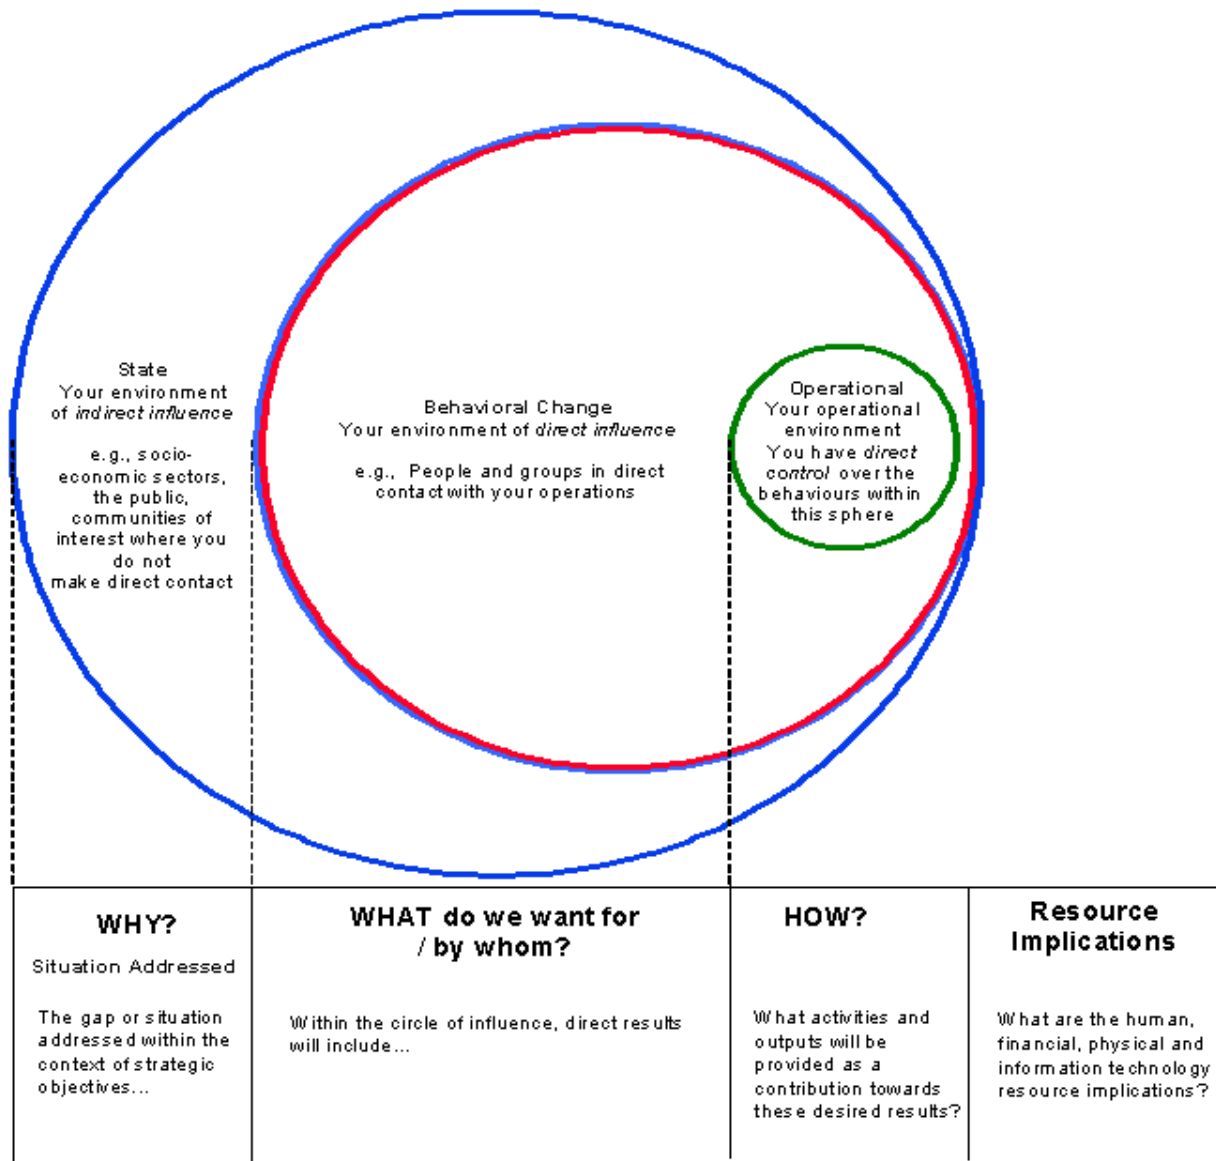 State
Your environment
of indirect influence
e.g., socio-
economic sectors,
the public,
communities of
interest where you
do not
make direct contact
Behavioral Change
Your environment of direct influence
e.g., People and groups in direct
contact with your operations
Operational
Your operational
environment
You have direct
control over the
behaviours within
this sphere
WHY?
Situation Addressed
The gap or situation
addressed within the
context of strategic
objectives...
WHAT do we want for
/ by whom?
Within the circle of influence, direct results
will include...
HOW?
What activities and
outputs will be
provided as a
contribution towards
these desired results?
Resource
Implications
What are the human,
financial, physical and
information technology
resource implications?